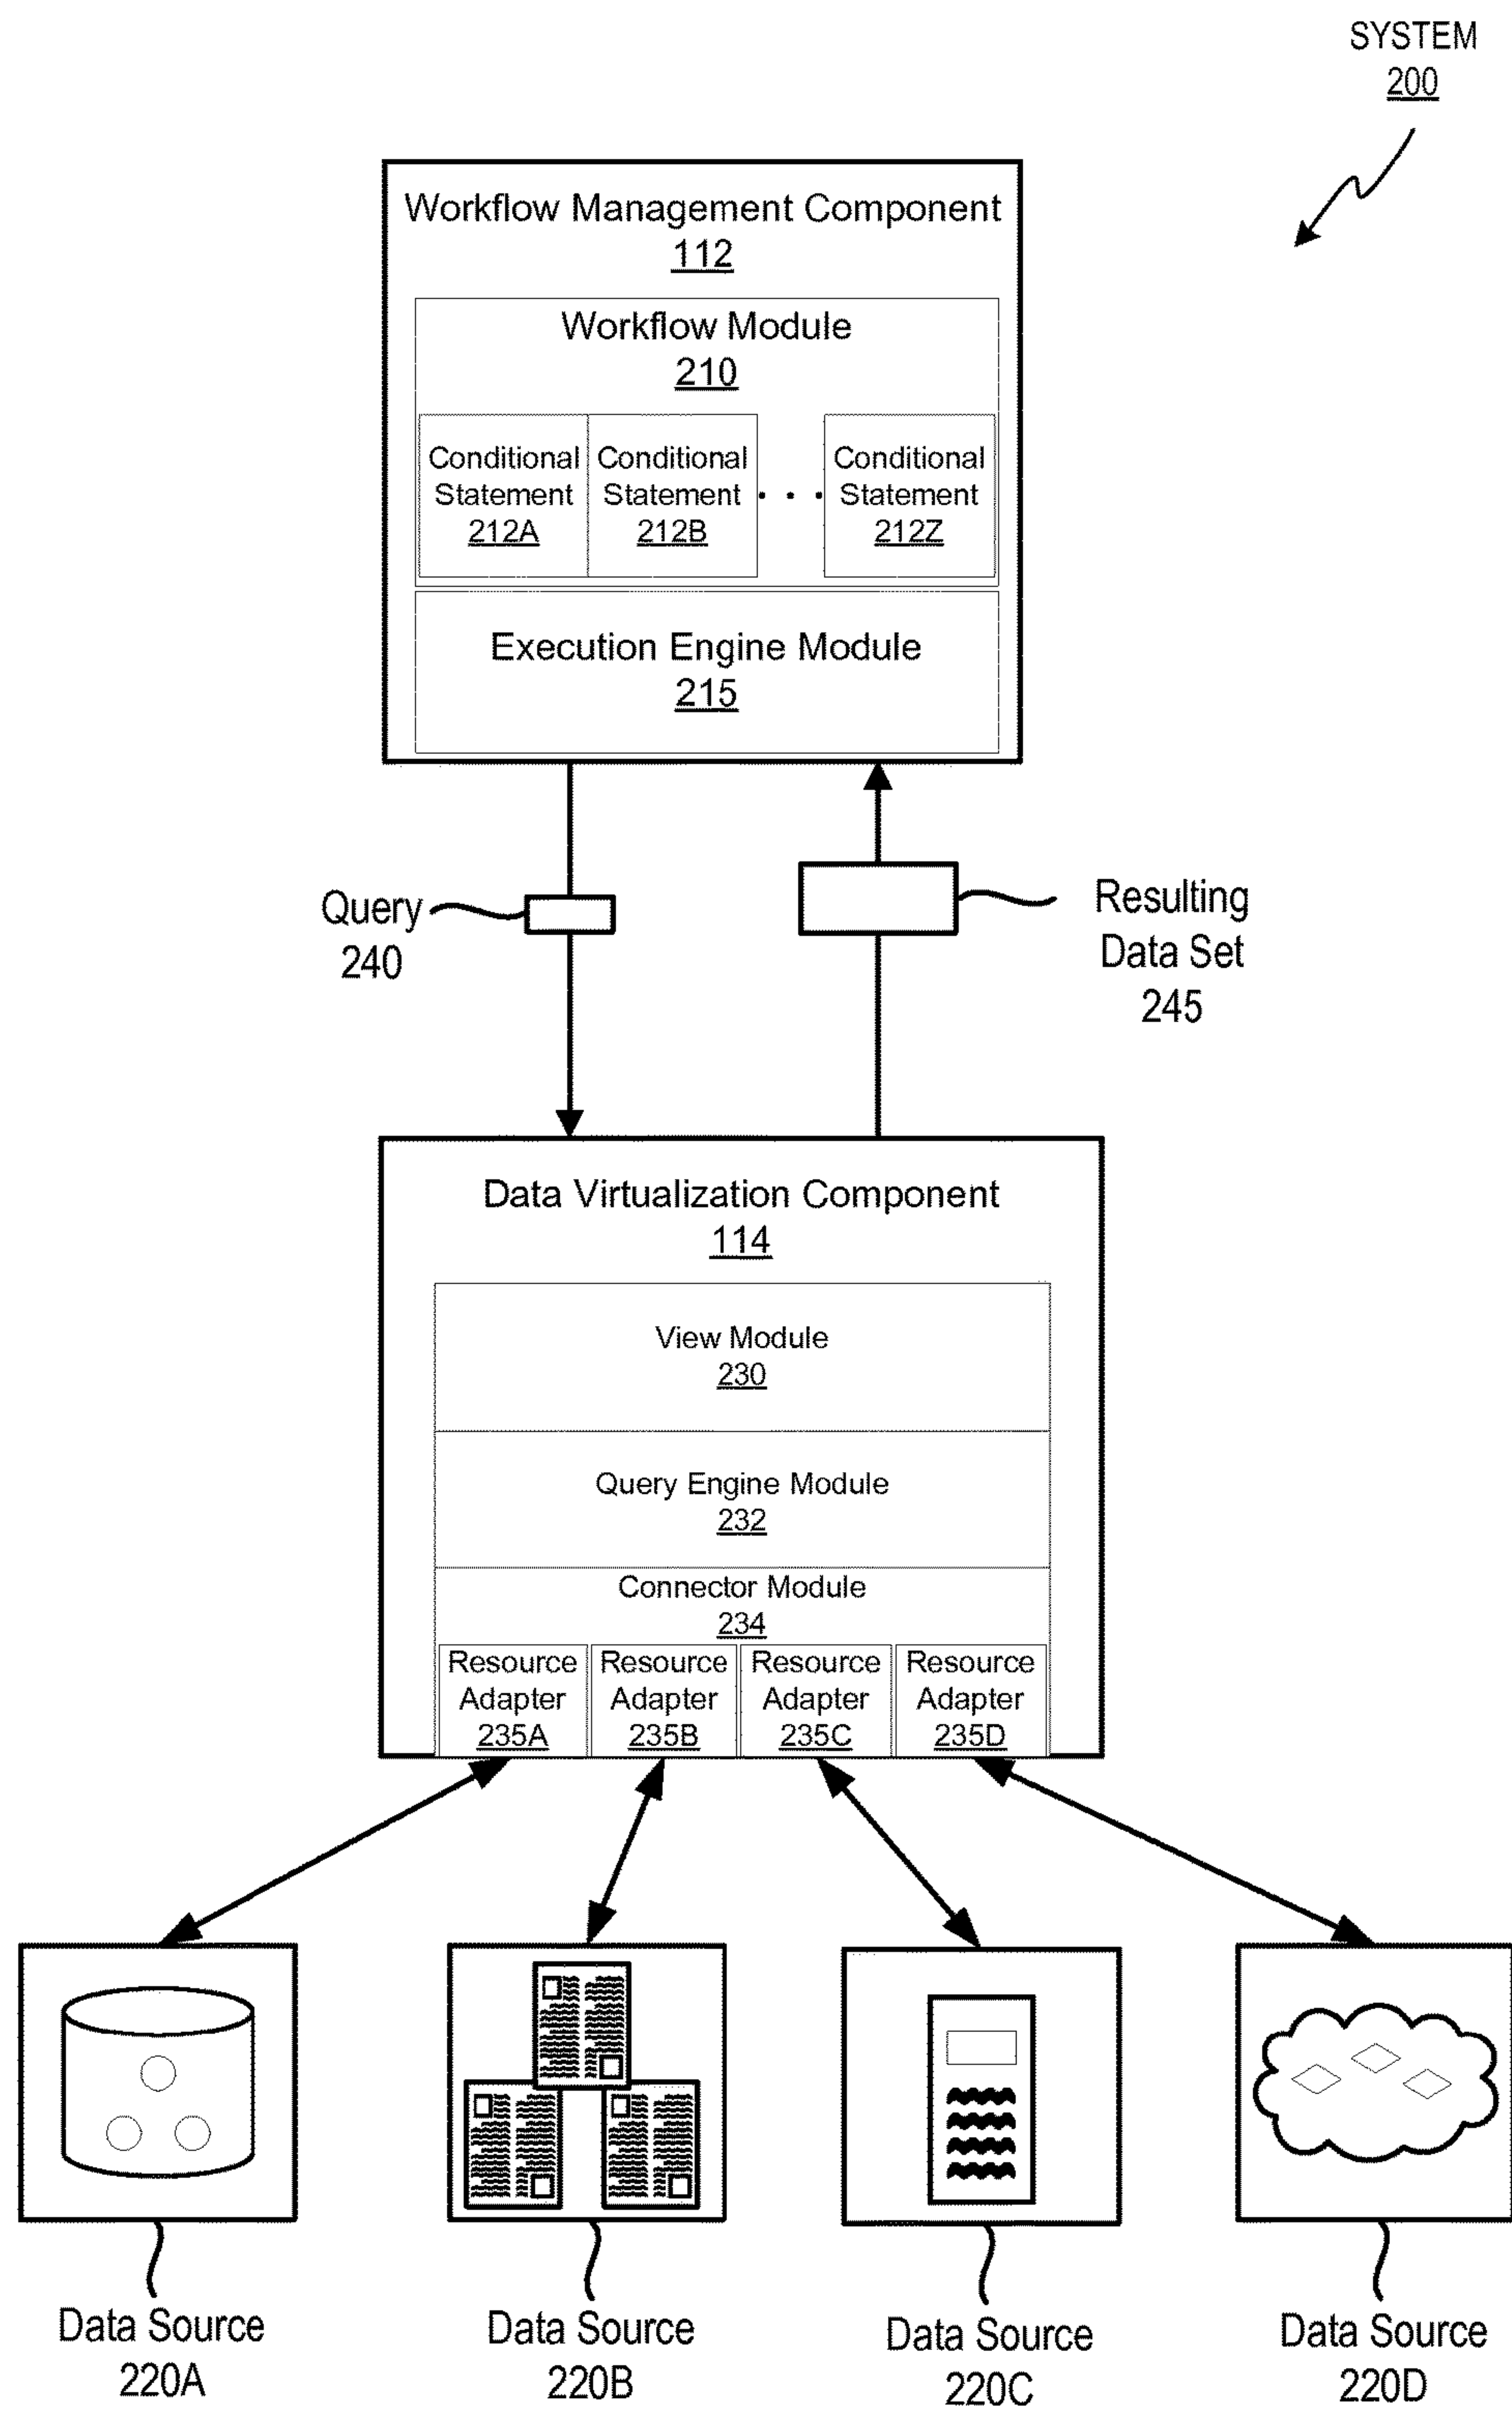 SYSTEM
200
Workflow Management Component
112
Workflow Module
210
Conditional
Statement
212A
Conditional
Statement
212B
. . .
Conditional
Statement
212Z
Execution Engine Module
215
Query
240
Resulting
Data Set
245
Data Virtualization Component
114
View Module
230
Query Engine Module
232
Connector Module
234
Resource
Adapter
235A
Resource
Adapter
235B
Resource
Adapter
235C
Resource
Adapter
235D
Data Source
220A
Data Source
220B
Data Source
220C
Data Source
220D